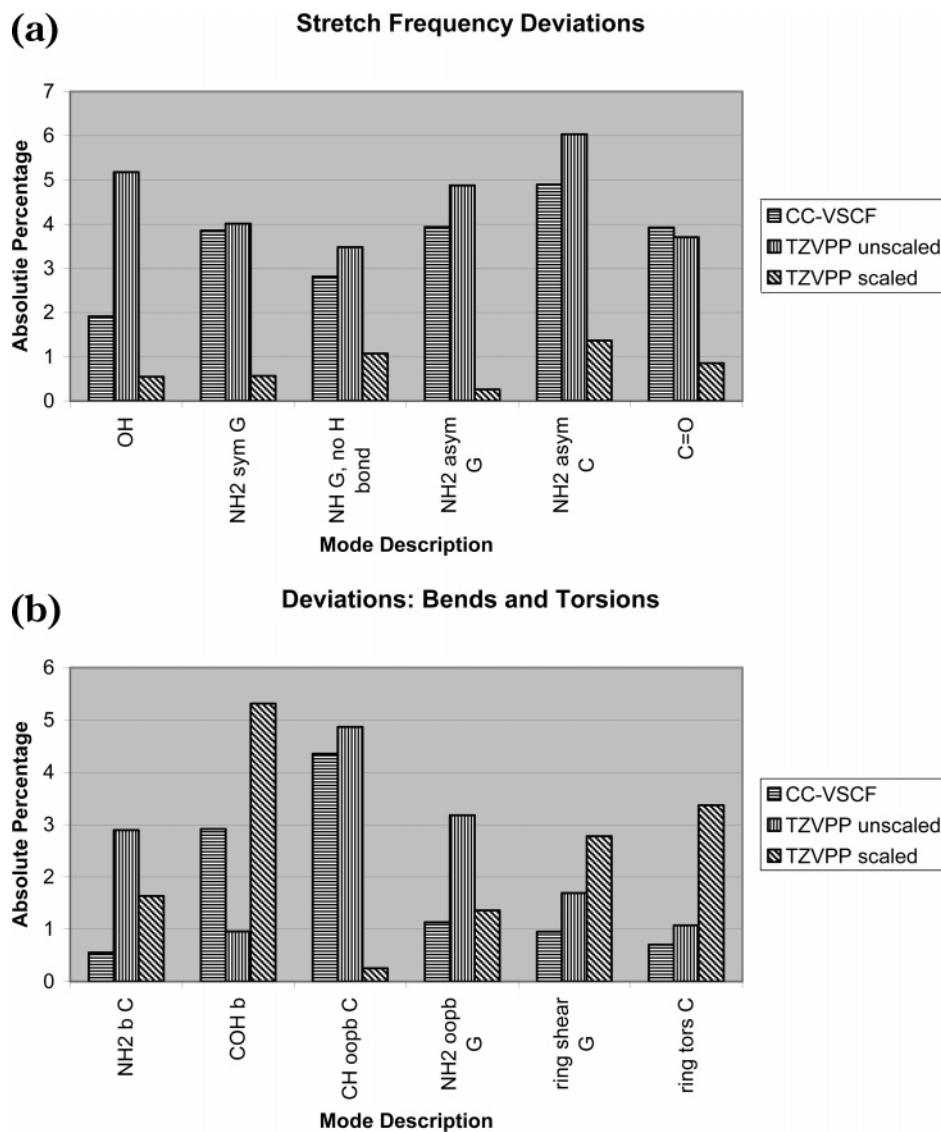 (a)
Stretch Frequency Deviations
7
6
5
4
3
2
1
0
Absolutie Percentage
OH
NH2 sym G
NH G, no H
bond
NH2 asym
G
NH2 asym
C
C=O
Mode Description
CC-VSCF
TZVPP unscaled
TZVPP scaled
(b)
Deviations: Bends and Torsions
6
5
4
3
2
1
0
Absolute Percentage
NH2 b C
COH b
CH oopb C
NH2 oopb
G
ring shear
G
ring tors C
Mode Description
CC-VSCF
TZVPP unscaled
TZVPP scaled